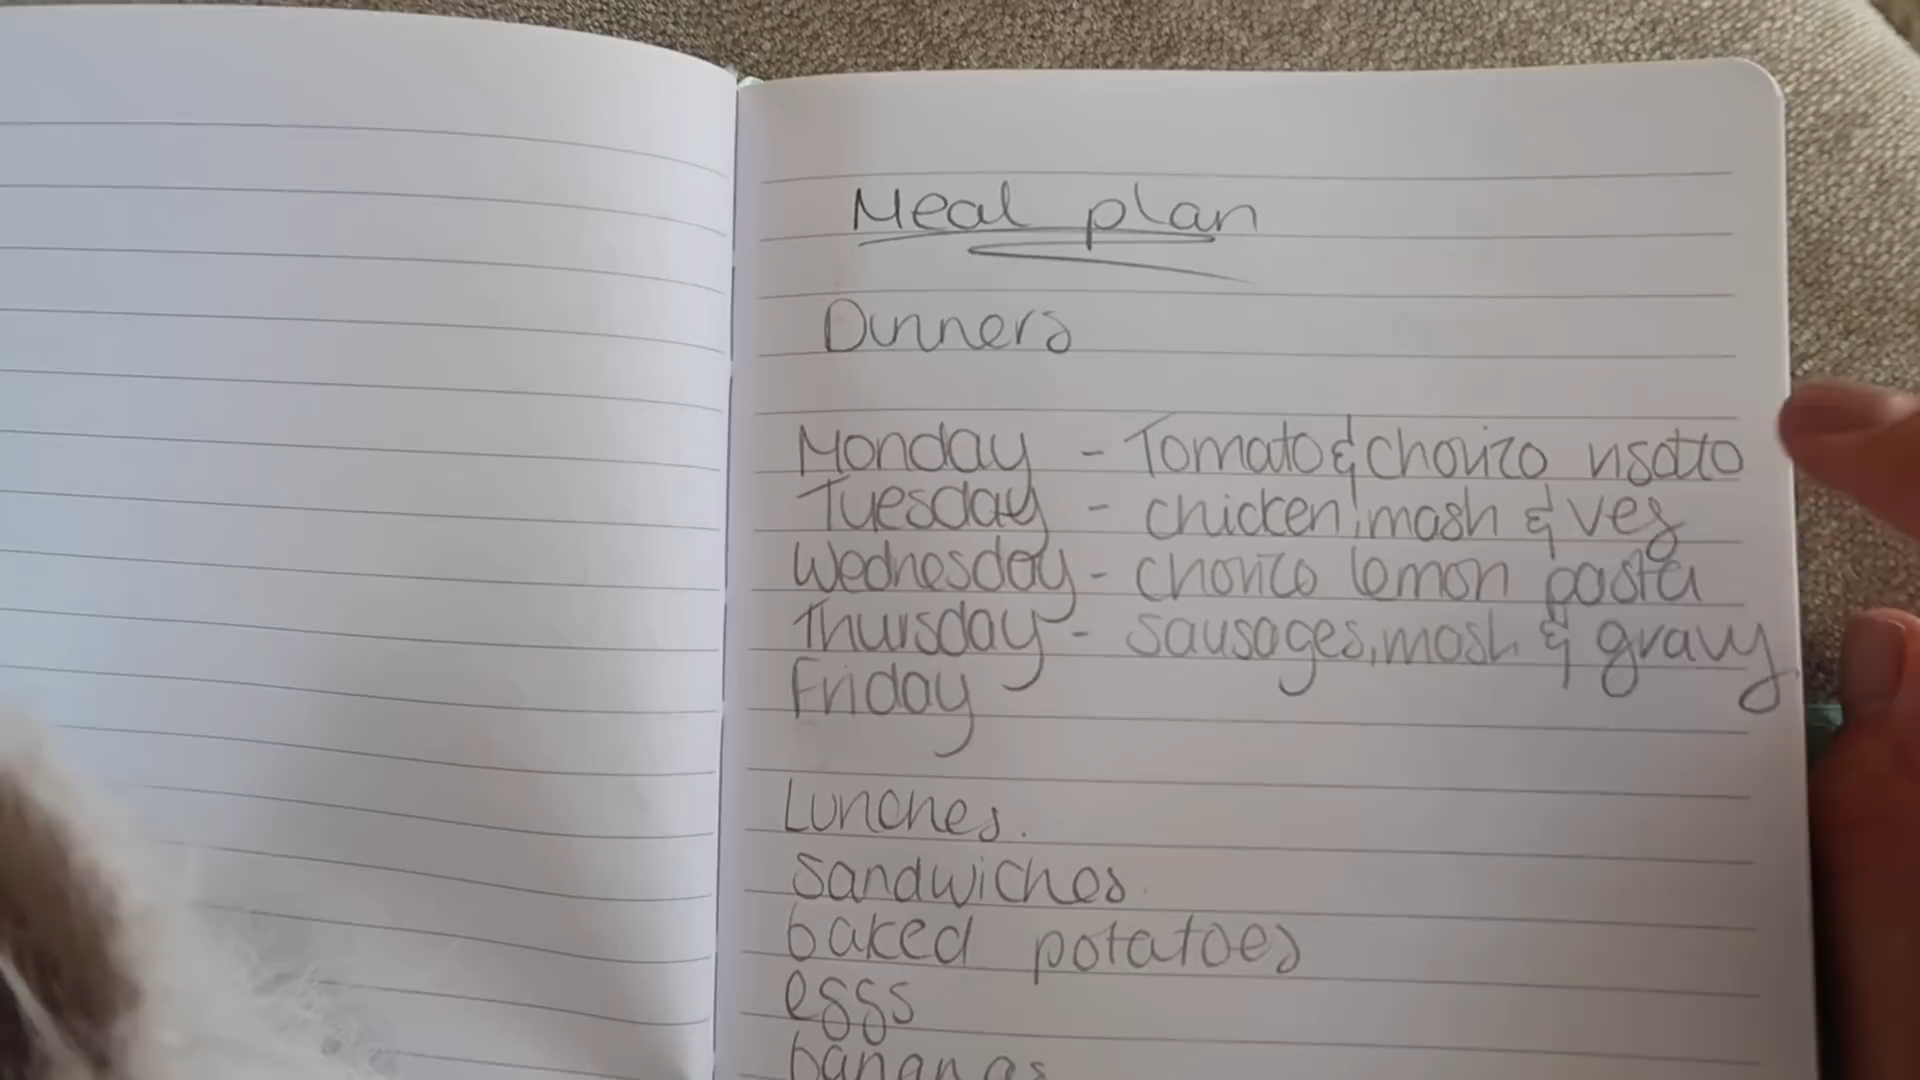 Meal plan
Dinners
Monday - Tomato & chorizo risotto
Tuesday - chicken, mash & veg
Wednesday - chorizo lemon pasta
Thursday - sausages, mash & gravy
Friday
Lunches.
sandwiches
baked potatoes
eggs
bananas